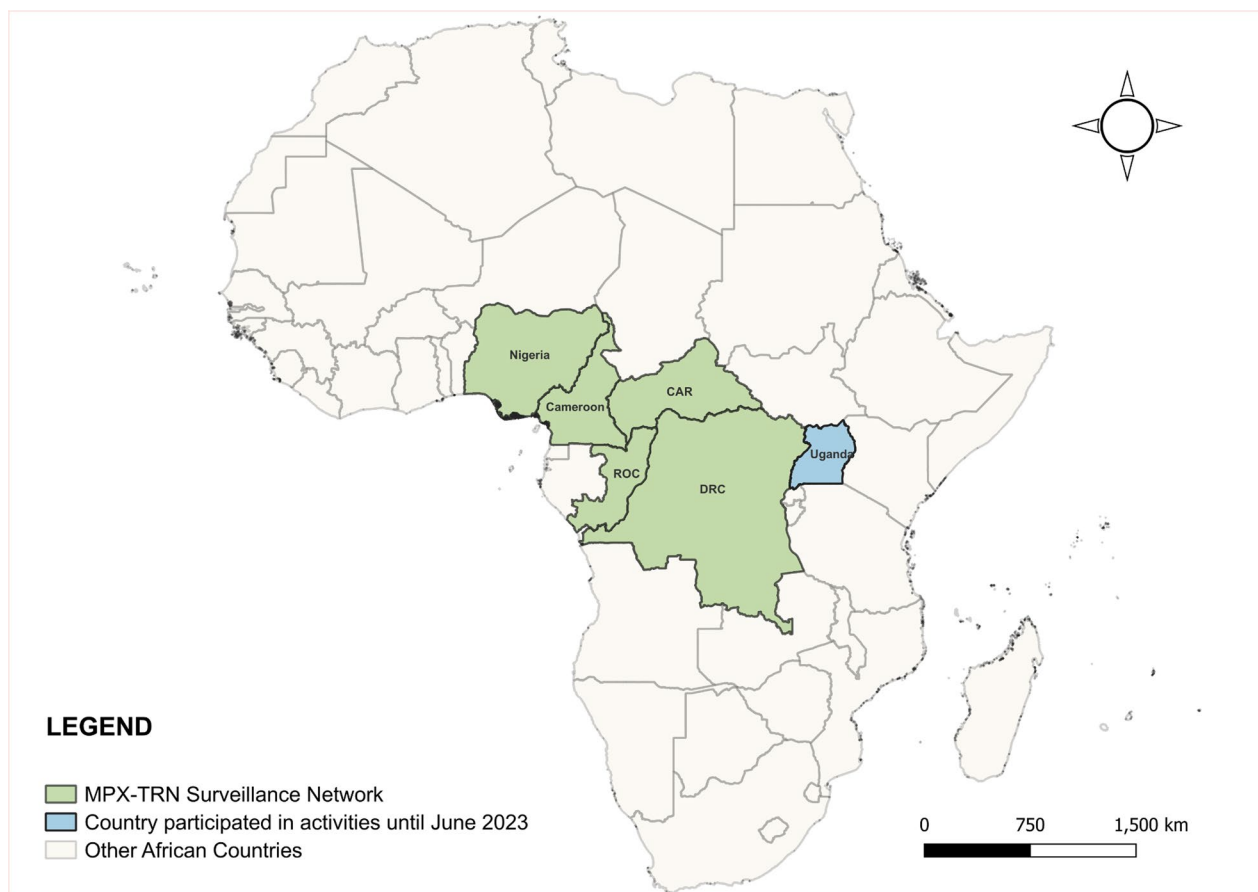 Nigeria
CAR
Cameroon
Uganda
ROC
DRC
LEGEND
MPX-TRN Surveillance Network
Country participated in activities until June 2023
Other African Countries
0 750 1,500 km